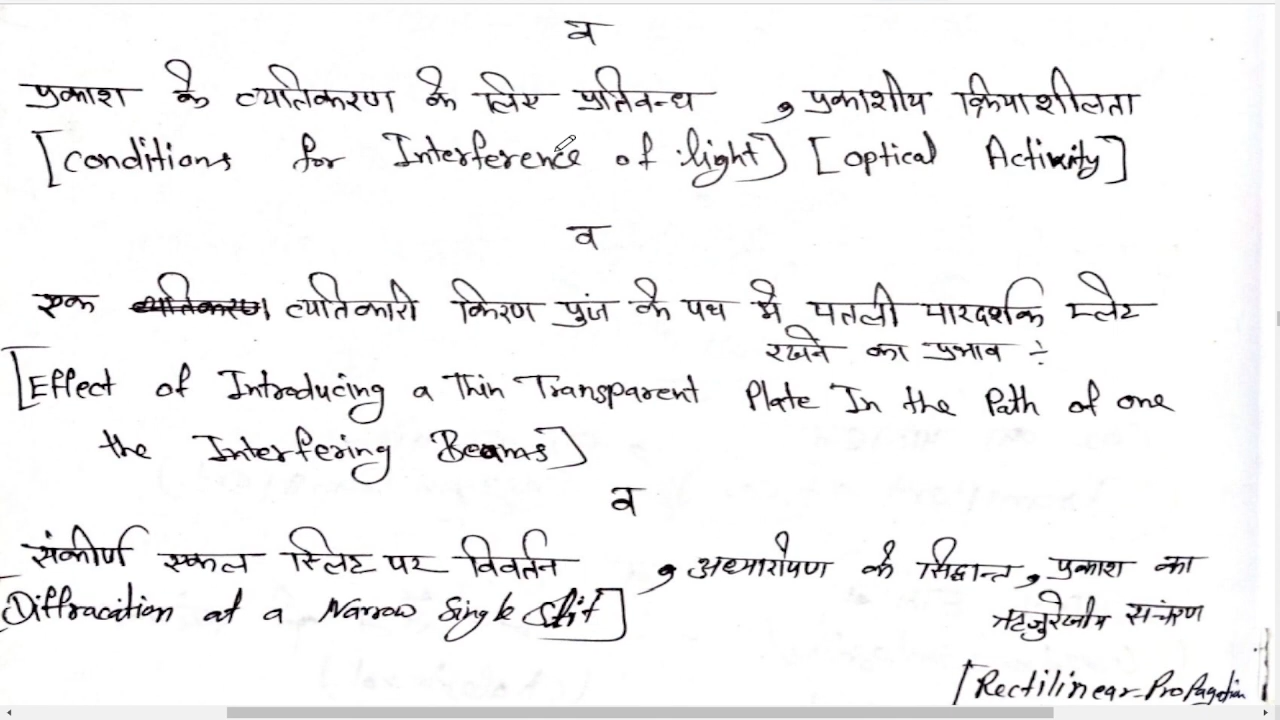 व
प्रकाश के व्यतिकरण के लिए प्रतिबन्ध , प्रकाशीय क्रियाशीलता
[conditions for Interference of light] [optical Activity]
व
एक व्यतिकारी किरण पुंज के पथ में पतली पारदर्शक प्लेट
रखने का प्रभाव ÷
[Effect of Introducing a Thin Transparent Plate In the Path of one
the Interfering Beams]
व
संकीर्ण एकल स्लिट पर विवर्तन , अध्यारोपण के सिद्धान्त, प्रकाश का
Diffracation at a Narrow Single Slit]
ऋजुरेखीय संचरण
[Rectilinear-Propagation